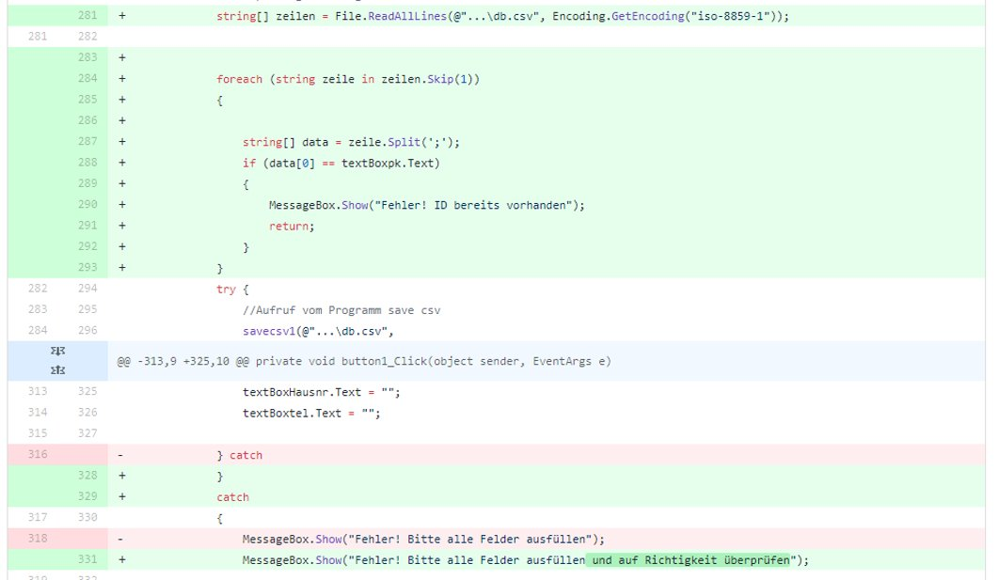 281 + string[] zeilen = File.ReadAllLines(@"...\db.csv", Encoding.GetEncoding("iso-8859-1"));
281 282
283 +
284 + foreach (string zeile in zeilen.Skip(1))
285 + {
286 +
287 + string[] data = zeile.Split(';');
288 + if (data[0] == textBoxpk.Text)
289 + {
290 + MessageBox.Show("Fehler! ID bereits vorhanden");
291 + return;
292 + }
293 + }
282 294 try {
283 295 //Aufruf vom Programm save csv
284 296 savecsv1(@"...\db.csv",
@@ -313,9 +325,10 @@ private void button1_Click(object sender, EventArgs e)
313 325 textBoxHausnr.Text = "";
314 326 textBoxtel.Text = "";
315 327
316 - } catch
328 + }
329 + catch
317 330 {
318 - MessageBox.Show("Fehler! Bitte alle Felder ausfüllen");
331 + MessageBox.Show("Fehler! Bitte alle Felder ausfüllen und auf Richtigkeit überprüfen");
319 332